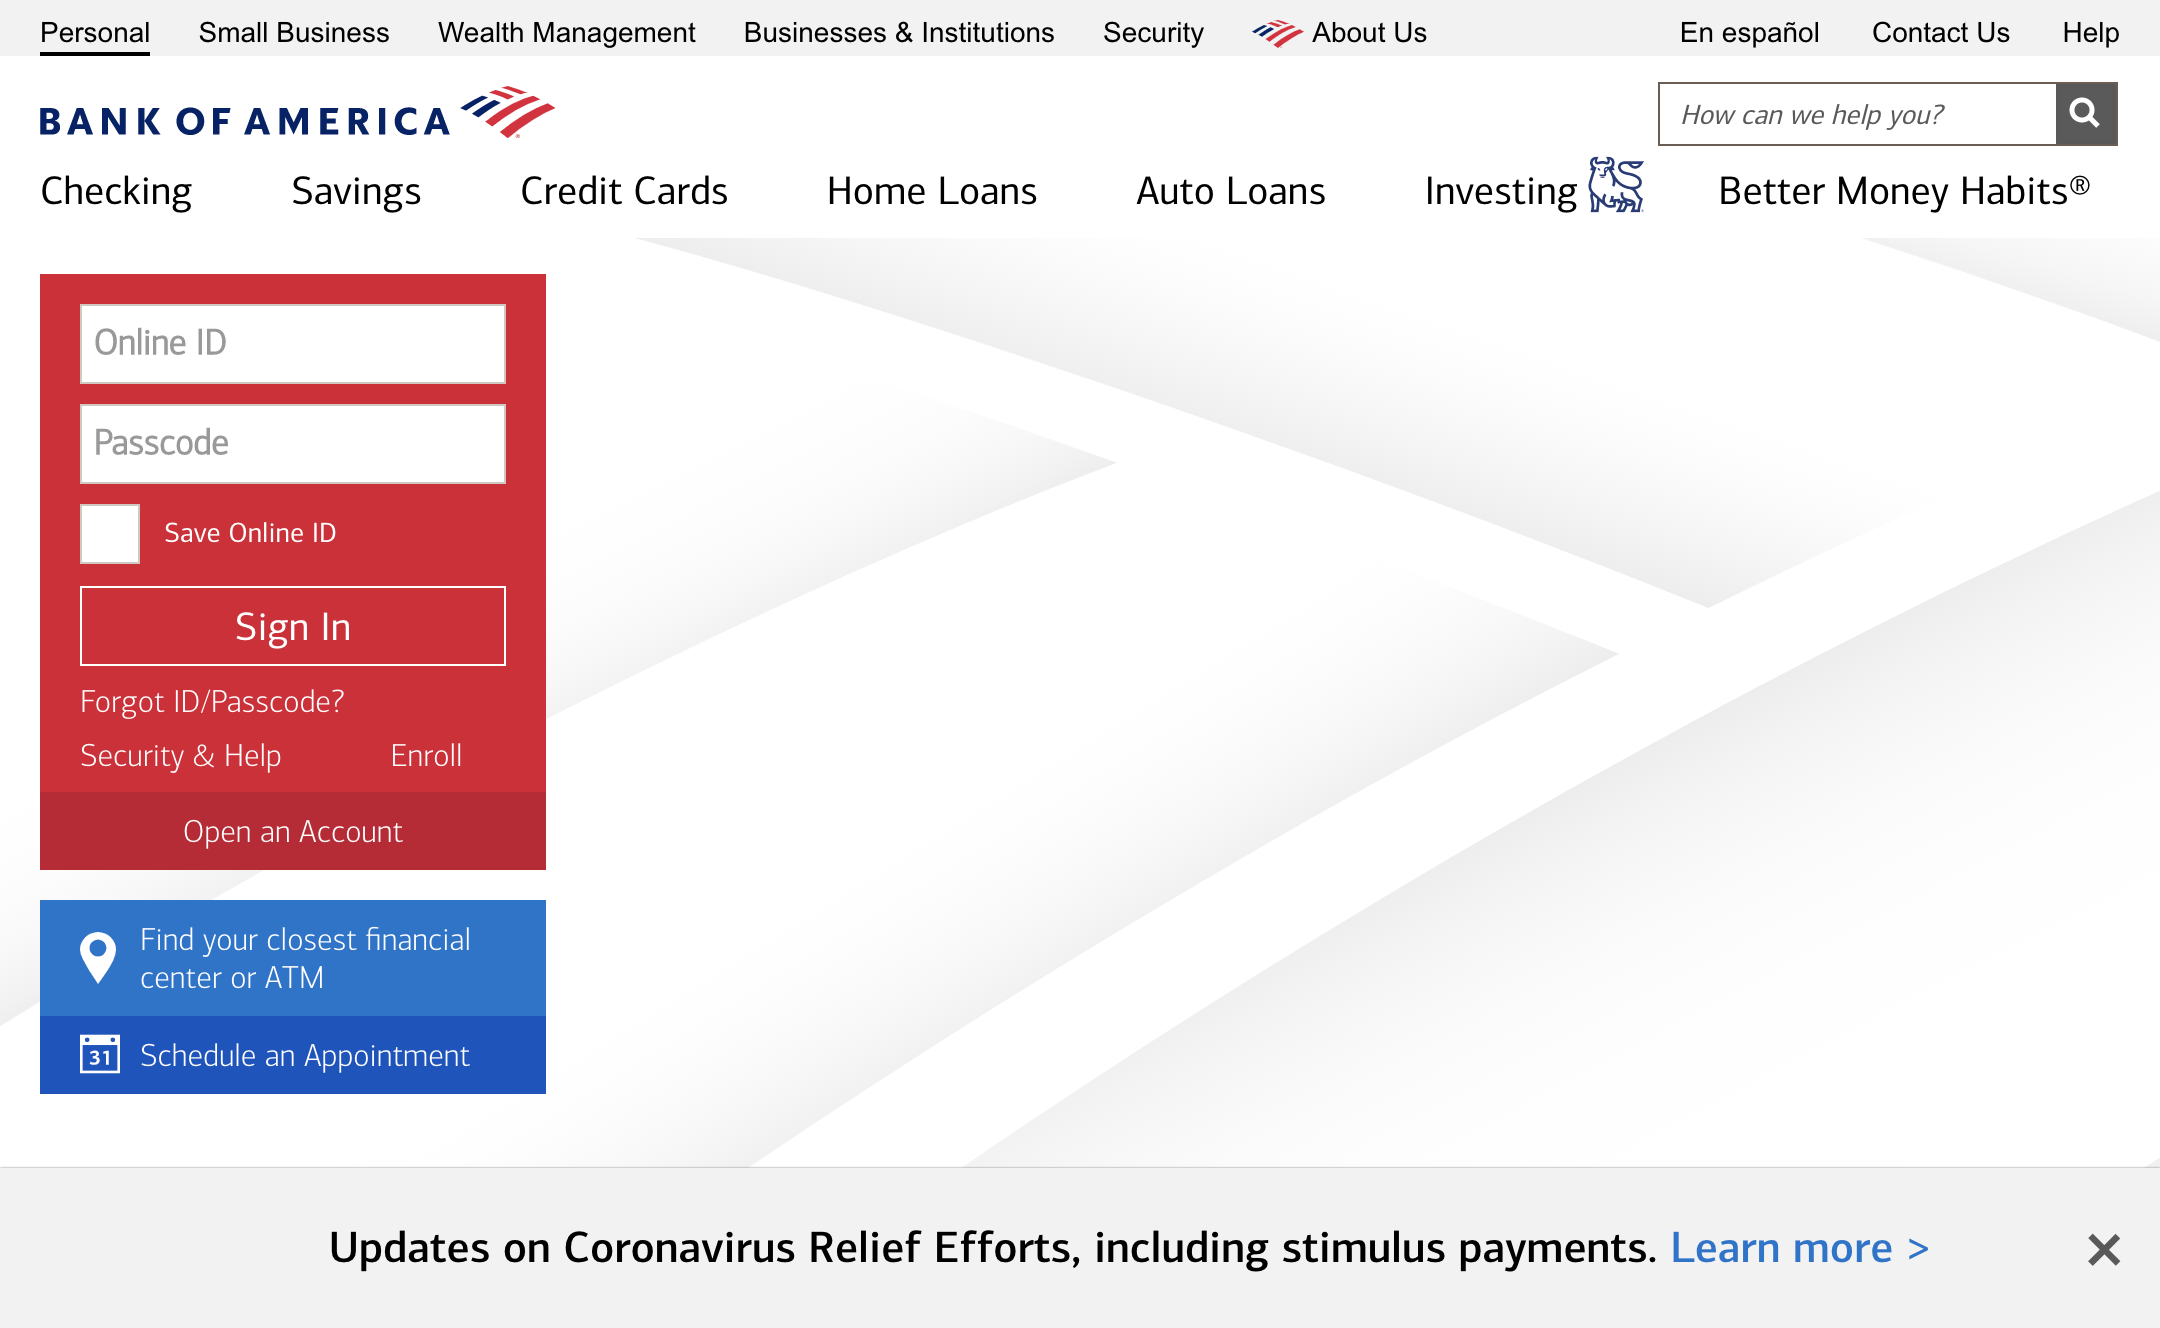 Personal Small Business Wealth Management Businesses & Institutions Security About Us En español Contact Us Help
BANK OF AMERICA
How can we help you?
Checking Savings Credit Cards Home Loans Auto Loans Investing Better Money Habits®
Online ID
Passcode
Save Online ID
Sign In
Forgot ID/Passcode?
Security & Help Enroll
Open an Account
Find your closest financial
center or ATM
31 Schedule an Appointment
Updates on Coronavirus Relief Efforts, including stimulus payments. Learn more >